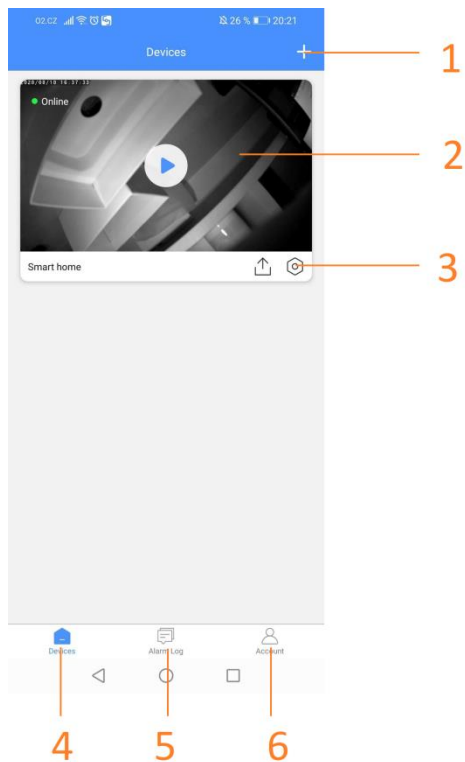 O2.CZ 26 % 20:21
Devices
1
2020/08/19 16:37:33
Online
2
Smart home
3
Devices Alarm Log Account
4 5 6